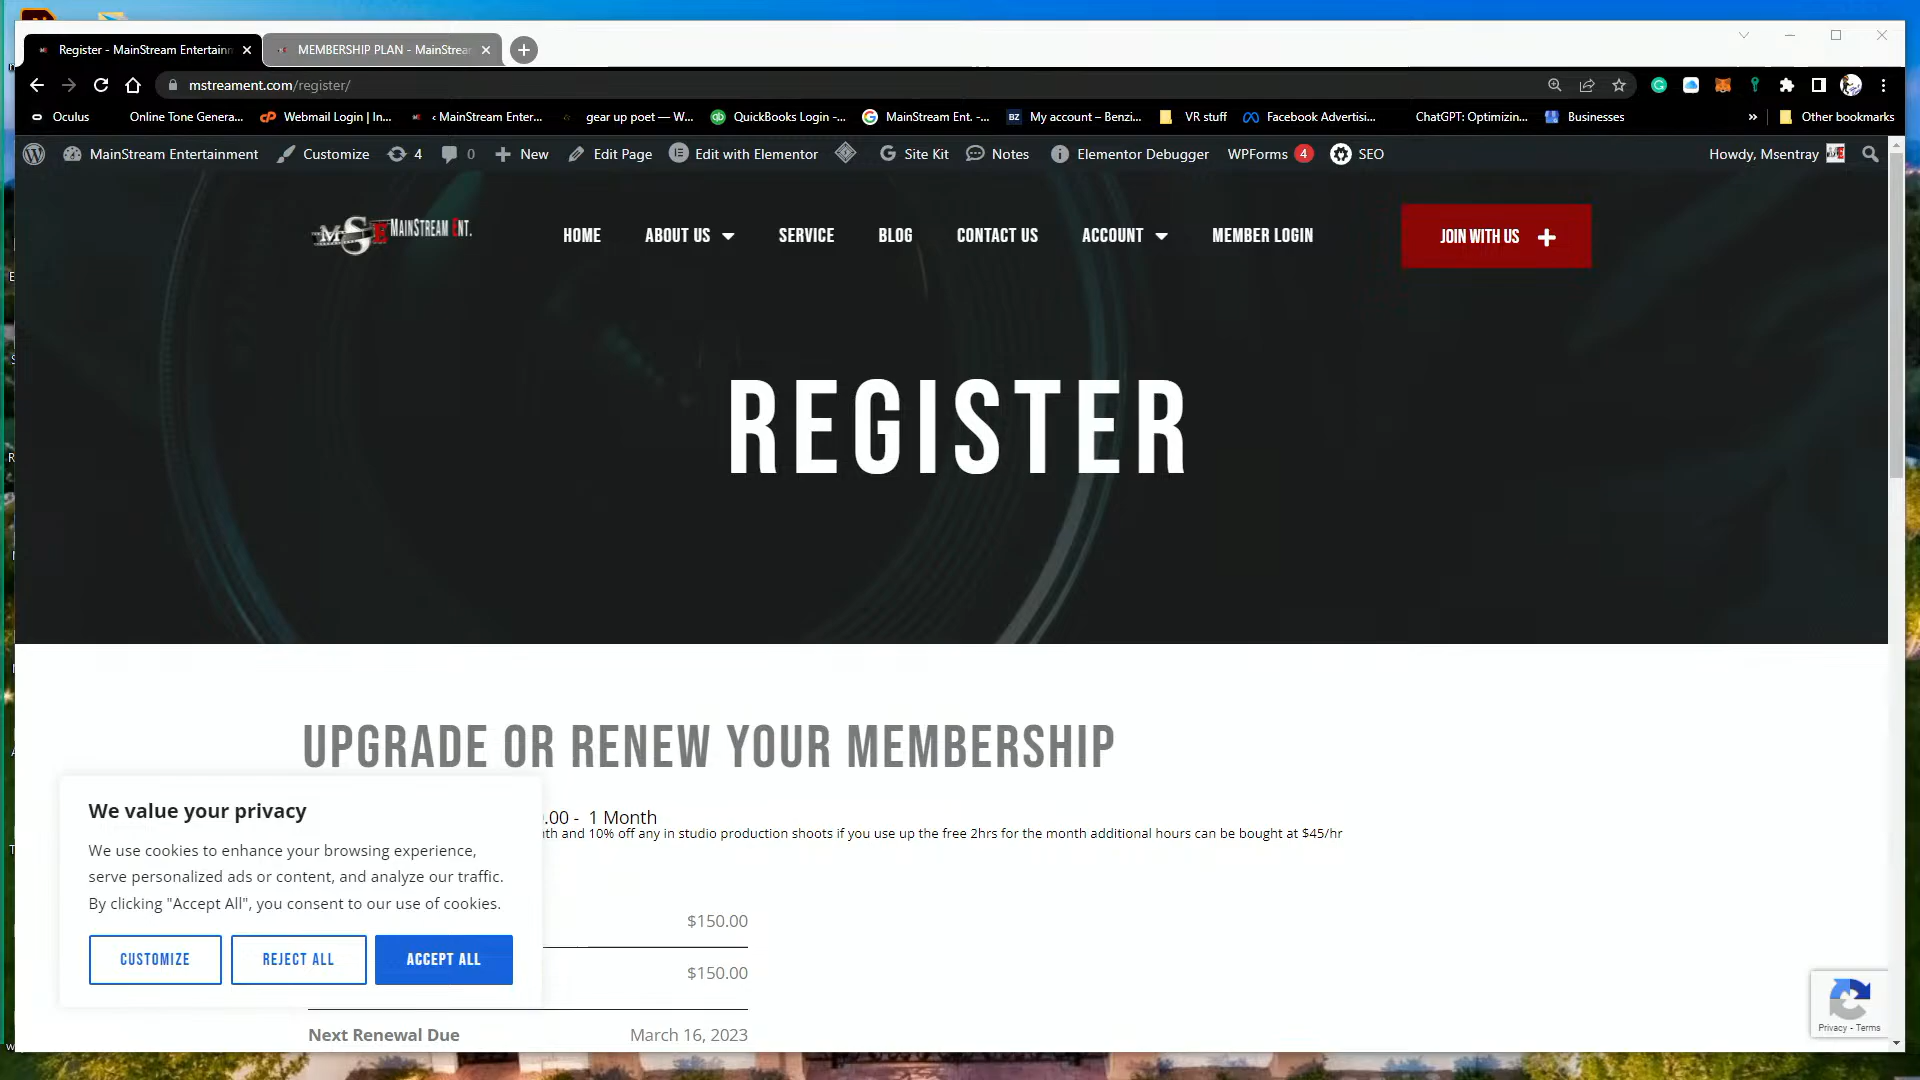 Register - MainStream Entertainm
MEMBERSHIP PLAN - MainStrea
mstreament.com/register/
Oculus
Online Tone Genera...
Webmail Login | In...
‹ MainStream Enter...
gear up poet — W...
QuickBooks Login -...
MainStream Ent. -...
BZ
My account – Benzi...
VR stuff
Facebook Advertisi...
ChatGPT: Optimizin...
Businesses
»
Other bookmarks
MainStream Entertainment
Customize
4
0
New
Edit Page
Edit with Elementor
Site Kit
Notes
Elementor Debugger
WPForms 4
SEO
Howdy, Msentray
MSE MAINSTREAM ENT.
HOME
ABOUT US
SERVICE
BLOG
CONTACT US
ACCOUNT
MEMBER LOGIN
JOIN WITH US +
REGISTER
UPGRADE OR RENEW YOUR MEMBERSHIP
.00 - 1 Month
nth and 10% off any in studio production shoots if you use up the free 2hrs for the month additional hours can be bought at $45/hr
We value your privacy
We use cookies to enhance your browsing experience,
serve personalized ads or content, and analyze our traffic.
By clicking "Accept All", you consent to our use of cookies.
CUSTOMIZE
REJECT ALL
ACCEPT ALL
$150.00
$150.00
Next Renewal Due
March 16, 2023
Privacy - Terms